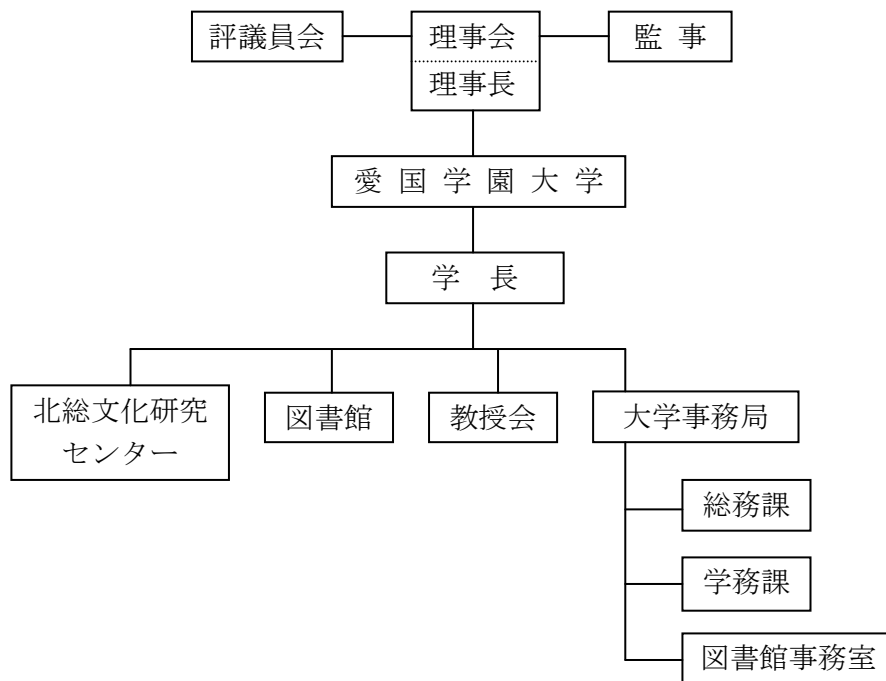 評議員会
理事会
監 事
理事長
愛 国 学 園 大 学
学 長
北総文化研究
センター
図書館
教授会
大学事務局
総務課
学務課
図書館事務室